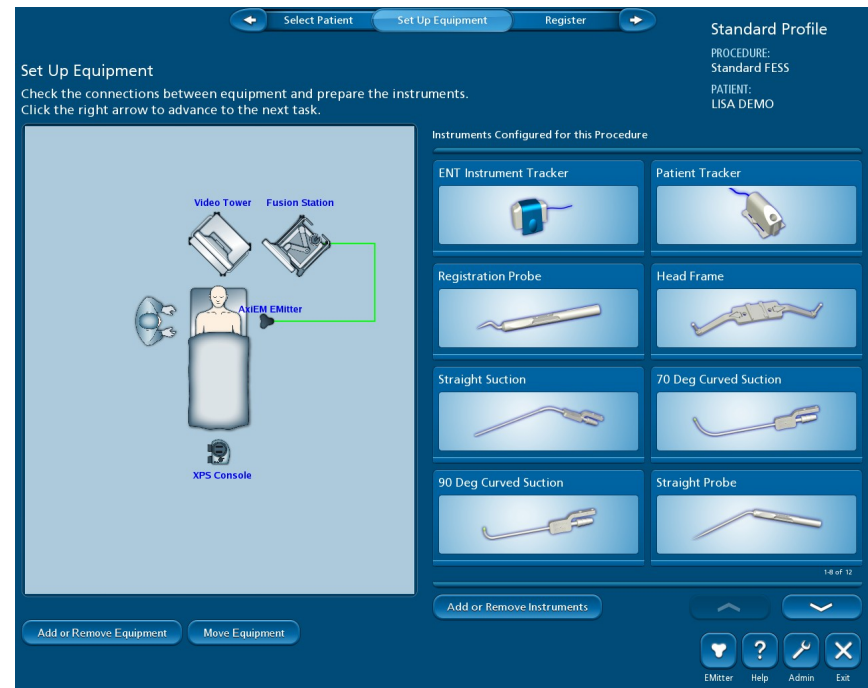 Select Patient
Set Up Equipment
Register
Standard Profile
PROCEDURE:
Standard FESS
PATIENT:
LISA DEMO
Set Up Equipment
Check the connections between equipment and prepare the instruments.
Click the right arrow to advance to the next task.
Video Tower
Fusion Station
AxiEM EMitter
XPS Console
Instruments Configured for this Procedure
ENT Instrument Tracker
Patient Tracker
Registration Probe
Head Frame
Straight Suction
70 Deg Curved Suction
90 Deg Curved Suction
Straight Probe
1-8 of 12
Add or Remove Instruments
Add or Remove Equipment
Move Equipment
EMitter
Help
Admin
Exit